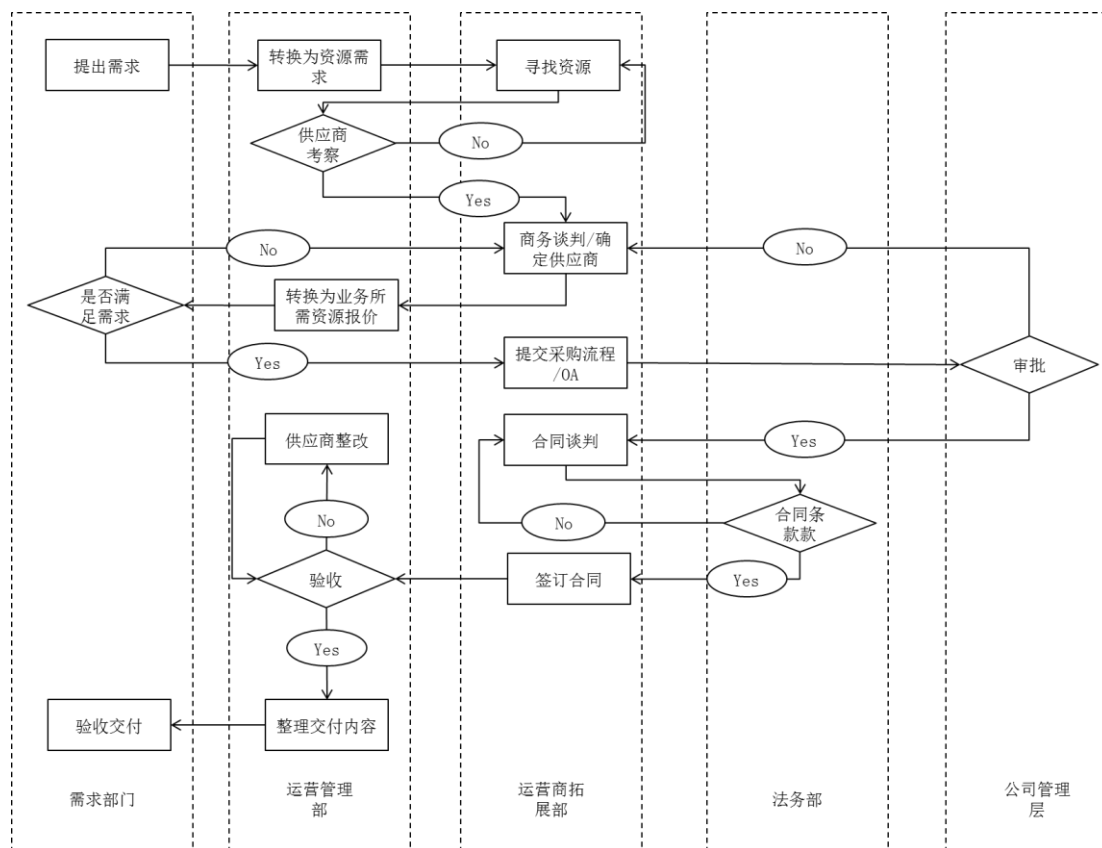 提出需求
转换为资源需
求
寻找资源
供应商
考察
No
Yes
商务谈判/确
定供应商
No
No
是否满
足需求
转换为业务所
需资源报价
Yes
提交采购流程
/OA
审批
供应商整改
合同谈判
Yes
No
No
合同条
款款
验收
签订合同
Yes
Yes
验收交付
整理交付内容
需求部门
运营管理
部
运营商拓
展部
法务部
公司管理
层